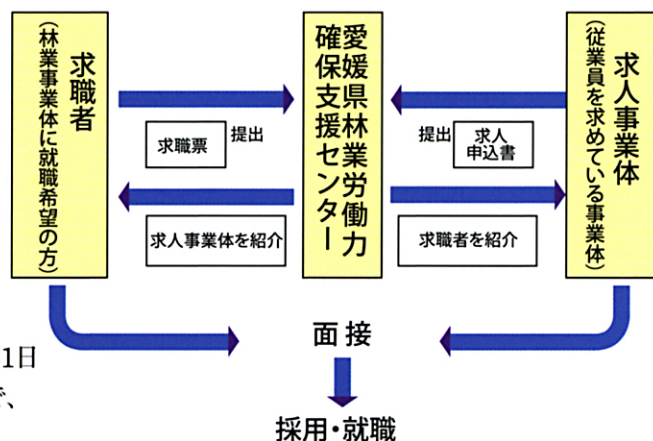 求職者
（林業事業体に就職希望の方）
愛媛県林業労働力
確保支援センター
求人事業体
（従業員を求めている事業体）
求職票
提出
提出
求人
申込書
求人事業体を紹介
求職者を紹介
面接
1日
で、
採用・就職